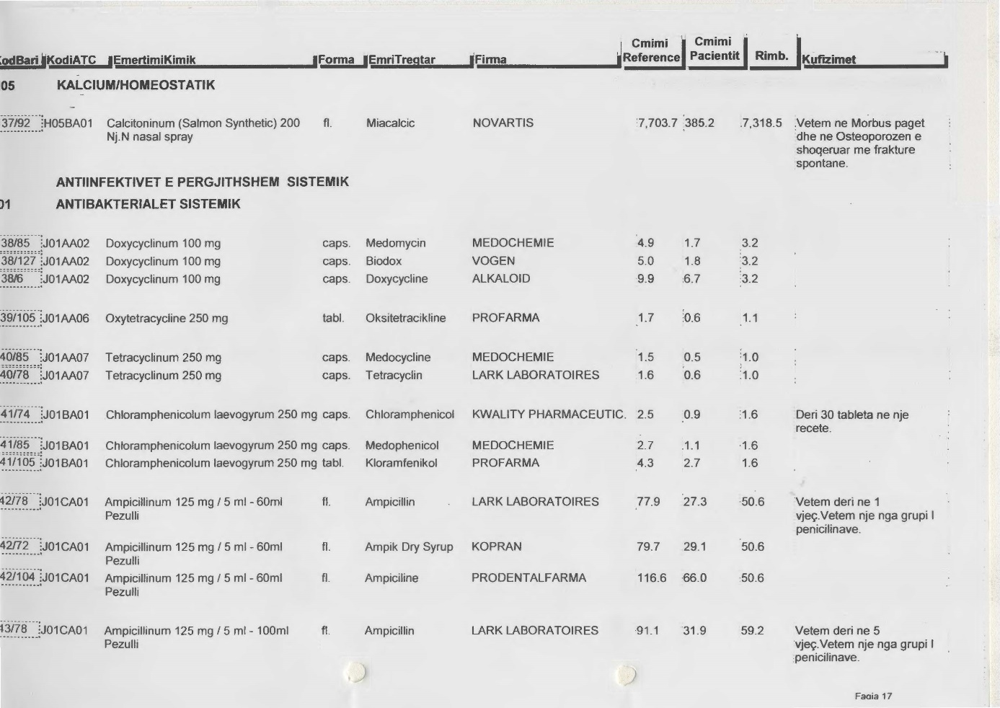 Cmimi Cmimi
odBari KodiATC EmertimiKimik Forma EmriTregtar Firma Reference Pacientit Rimb. Kufizimet
05 KALCIUM/HOMEOSTATIK
37/92 H05BA01 Calcitoninum (Salmon Synthetic) 200 fl. Miacalcic NOVARTIS 7,703.7 385.2 7,318.5 Vetem ne Morbus paget
Nj.N nasal spray dhe ne Osteoporozen e
shoqeruar me frakture
spontane.
ANTIINFEKTIVET E PERGJITHSHEM SISTEMIK
01 ANTIBAKTERIALET SISTEMIK
38/85 J01AA02 Doxycyclinum 100 mg caps. Medomycin MEDOCHEMIE 4.9 1.7 3.2
38/127 J01AA02 Doxycyclinum 100 mg caps. Biodox VOGEN 5.0 1.8 3.2
38/6 J01AA02 Doxycyclinum 100 mg caps. Doxycycline ALKALOID 9.9 6.7 3.2
39/105 J01AA06 Oxytetracycline 250 mg tabl. Oksitetracikline PROFARMA 1.7 0.6 1.1
40/85 J01AA07 Tetracyclinum 250 mg caps. Medocycline MEDOCHEMIE 1.5 0.5 1.0
40/78 J01AA07 Tetracyclinum 250 mg caps. Tetracyclin LARK LABORATOIRES 1.6 0.6 1.0
41/74 J01BA01 Chloramphenicolum laevogyrum 250 mg caps. Chloramphenicol KWALITY PHARMACEUTIC. 2.5 0.9 1.6 Deri 30 tableta ne nje
recete.
41/85 J01BA01 Chloramphenicolum laevogyrum 250 mg caps. Medophenicol MEDOCHEMIE 2.7 1.1 1.6
41/105 J01BA01 Chloramphenicolum laevogyrum 250 mg tabl. Kloramfenikol PROFARMA 4.3 2.7 1.6
42/78 J01CA01 Ampicillinum 125 mg / 5 ml - 60ml fl. Ampicillin LARK LABORATOIRES 77.9 27.3 50.6 Vetem deri ne 1
Pezulli vjeç.Vetem nje nga grupi I
penicilinave.
42/72 J01CA01 Ampicillinum 125 mg / 5 ml - 60ml fl. Ampik Dry Syrup KOPRAN 79.7 29.1 50.6
Pezulli
42/104 J01CA01 Ampicillinum 125 mg / 5 ml - 60ml fl. Ampiciline PRODENTALFARMA 116.6 66.0 50.6
Pezulli
43/78 J01CA01 Ampicillinum 125 mg / 5 ml - 100ml fl. Ampicillin LARK LABORATOIRES 91.1 31.9 59.2 Vetem deri ne 5
Pezulli vjeç.Vetem nje nga grupi I
penicilinave.
Faqia 17